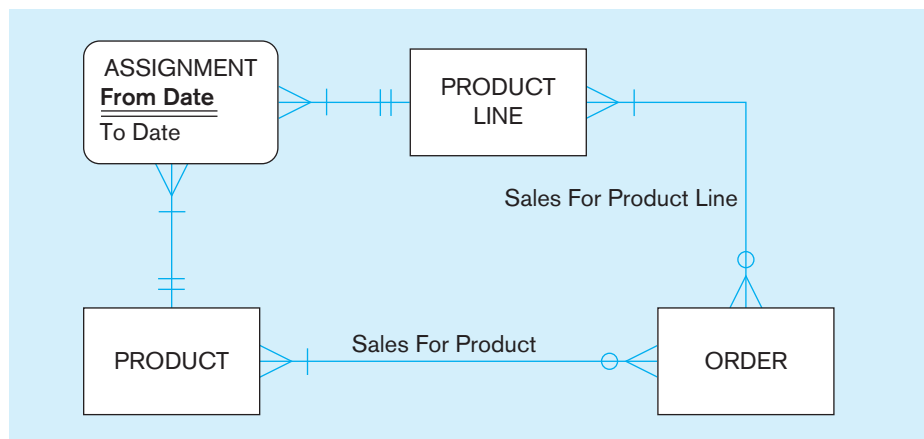 ASSIGNMENT
From Date
To Date
PRODUCT
LINE
Sales For Product Line
PRODUCT
Sales For Product
ORDER